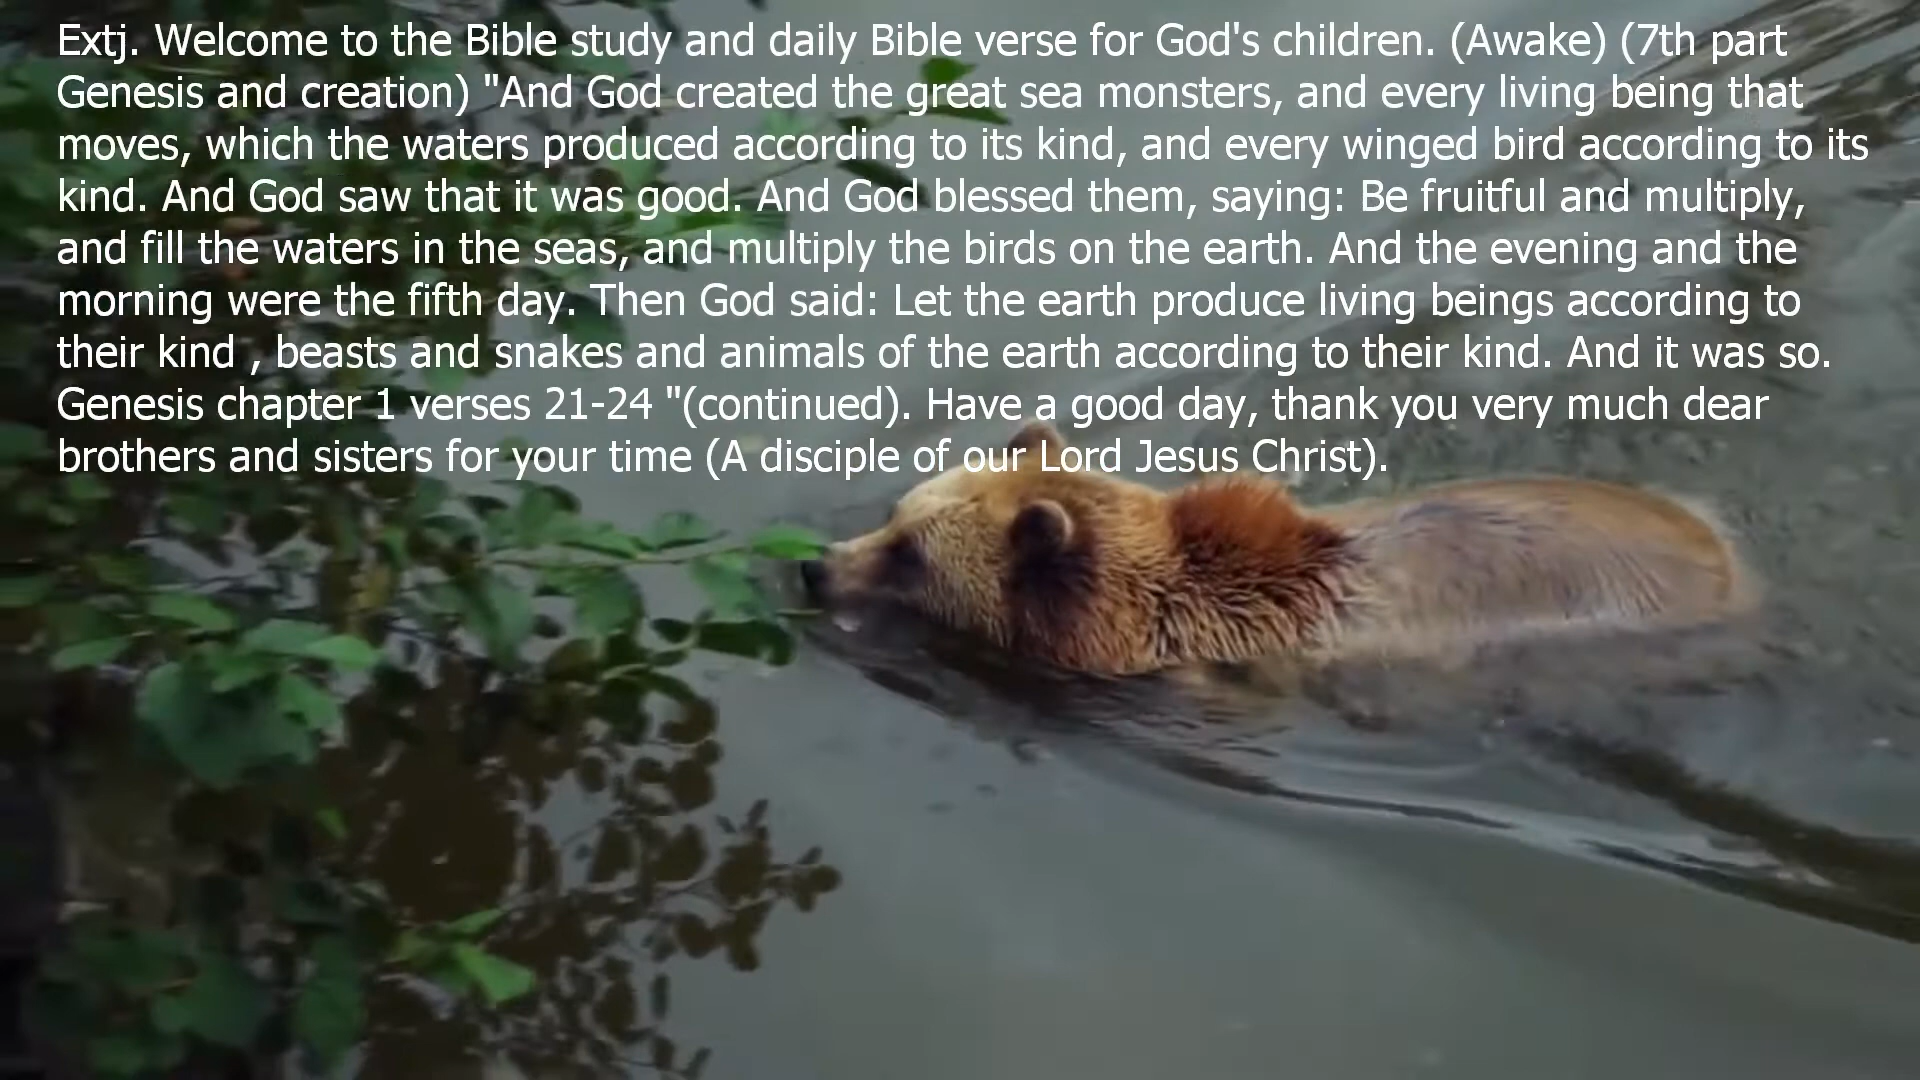 Extj. Welcome to the Bible study and daily Bible verse for God's children. (Awake) (7th part
Genesis and creation) "And God created the great sea monsters, and every living being that
moves, which the waters produced according to its kind, and every winged bird according to its
kind. And God saw that it was good. And God blessed them, saying: Be fruitful and multiply,
and fill the waters in the seas, and multiply the birds on the earth. And the evening and the
morning were the fifth day. Then God said: Let the earth produce living beings according to
their kind , beasts and snakes and animals of the earth according to their kind. And it was so.
Genesis chapter 1 verses 21-24 "(continued). Have a good day, thank you very much dear
brothers and sisters for your time (A disciple of our Lord Jesus Christ).